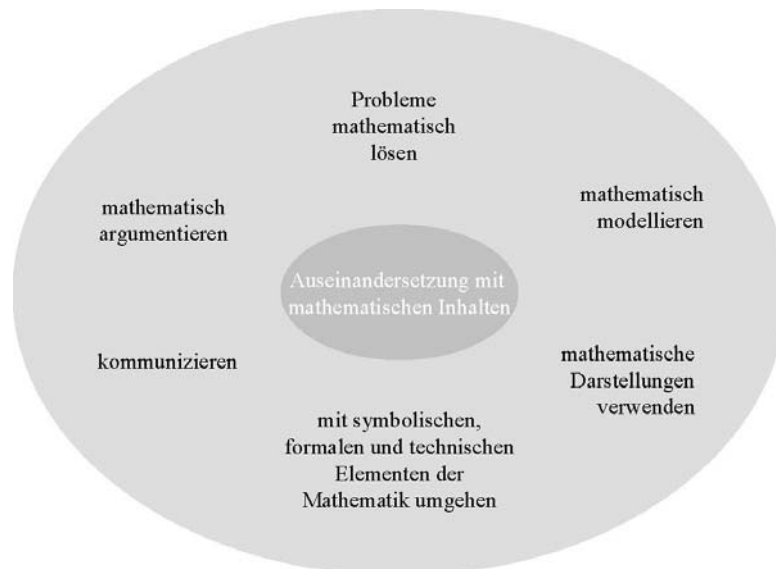 Probleme
mathematisch
lösen
mathematisch
argumentieren
mathematisch
modellieren
Auseinandersetzung mit
mathematischen Inhalten
kommunizieren
mathematische
Darstellungen
verwenden
mit symbolischen,
formalen und technischen
Elementen der
Mathematik umgehen